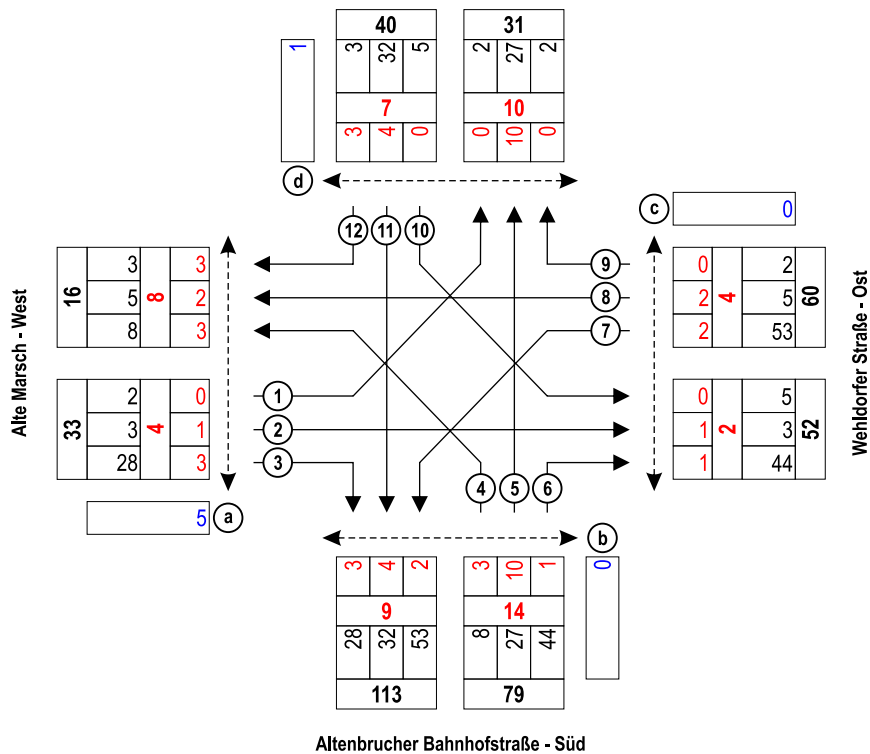 40 31
3 32 5 2 27 2
1
7 10
3 4 0 0 10 0
d
c 0
12 11 10
9
8
7
Alte Marsch - West
16
3 3
5 8 2
8 3
0 2
2 4 5 60
2 53
33
2 0
3 4 1
28 3
1
2
3
0 5
1 2 3 52
1 44
Wehldorfer Straße - Ost
4 5 6
5 a
b
0
3 4 2 3 10 1
9 14
28 32 53 8 27 44
113 79
Altenbrucher Bahnhofstraße - Süd